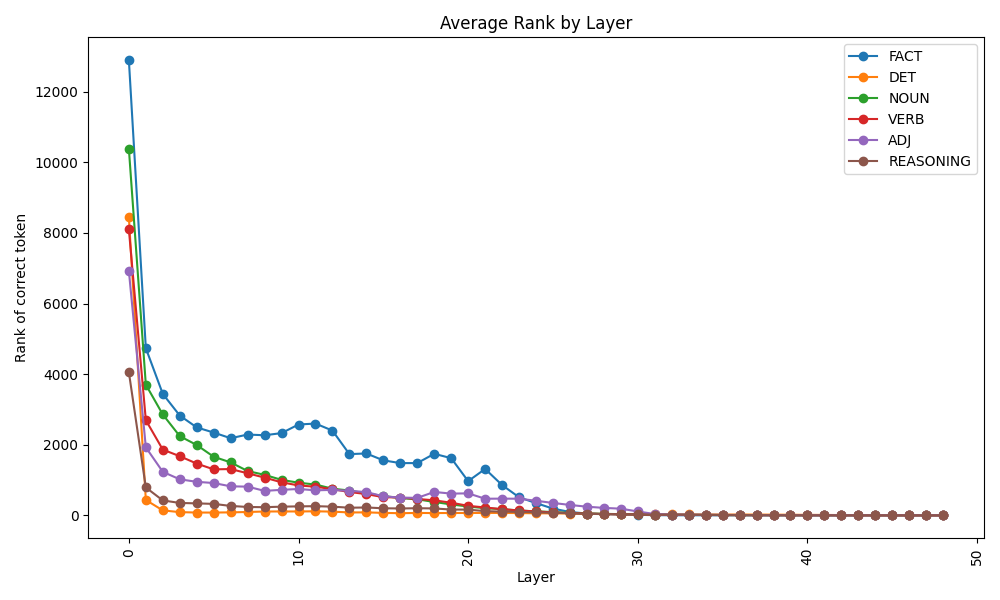 Average Rank by Layer
Rank of correct token
12000
10000
8000
6000
4000
2000
0
FACT
DET
NOUN
VERB
ADJ
REASONING
0
10
20
30
40
50
Layer